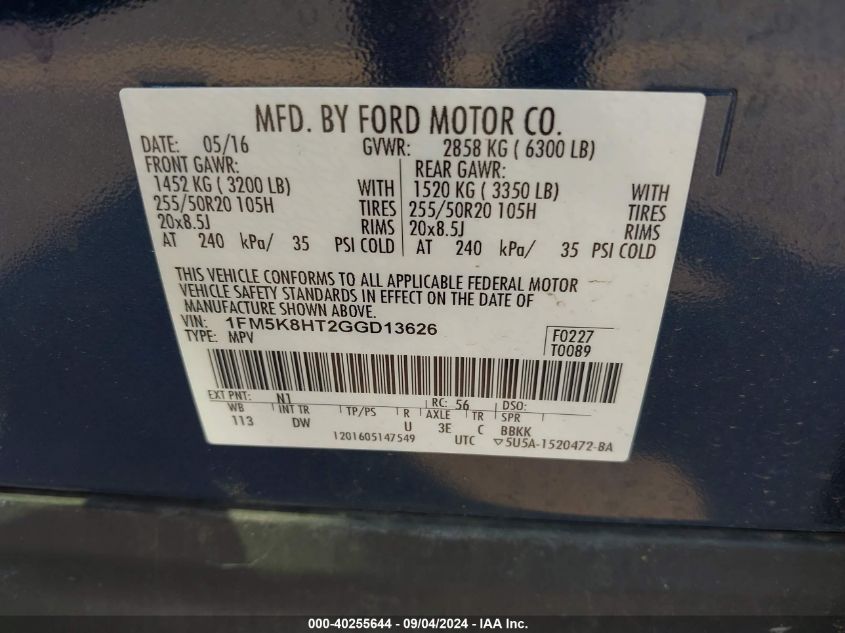 MFD. BY FORD MOTOR CO.
DATE: 05/16 GVWR: 2858 KG ( 6300 LB)
FRONT GAWR: REAR GAWR:
1452 KG ( 3200 LB) WITH 1520 KG ( 3350 LB) WITH
255/50R20 105H TIRES 255/50R20 105H TIRES
20x8.5J RIMS 20x8.5J RIMS
AT 240 kPa/ 35 PSI COLD AT 240 kPa/ 35 PSI COLD
THIS VEHICLE CONFORMS TO ALL APPLICABLE FEDERAL MOTOR
VEHICLE SAFETY STANDARDS IN EFFECT ON THE DATE OF
MANUFACTURE SHOWN ABOVE.
VIN: 1FM5K8HT2GGD13626 F0227
TYPE: MPV T0089
EXT PNT: N1 RC: 56 DSO:
WB INT TR TP/PS R AXLE TR SPR
113 DW U 3E C BBKK
1201605147549 UTC ▽5U5A-1520472-BA
000-40255644 - 09/04/2024 - IAA Inc.